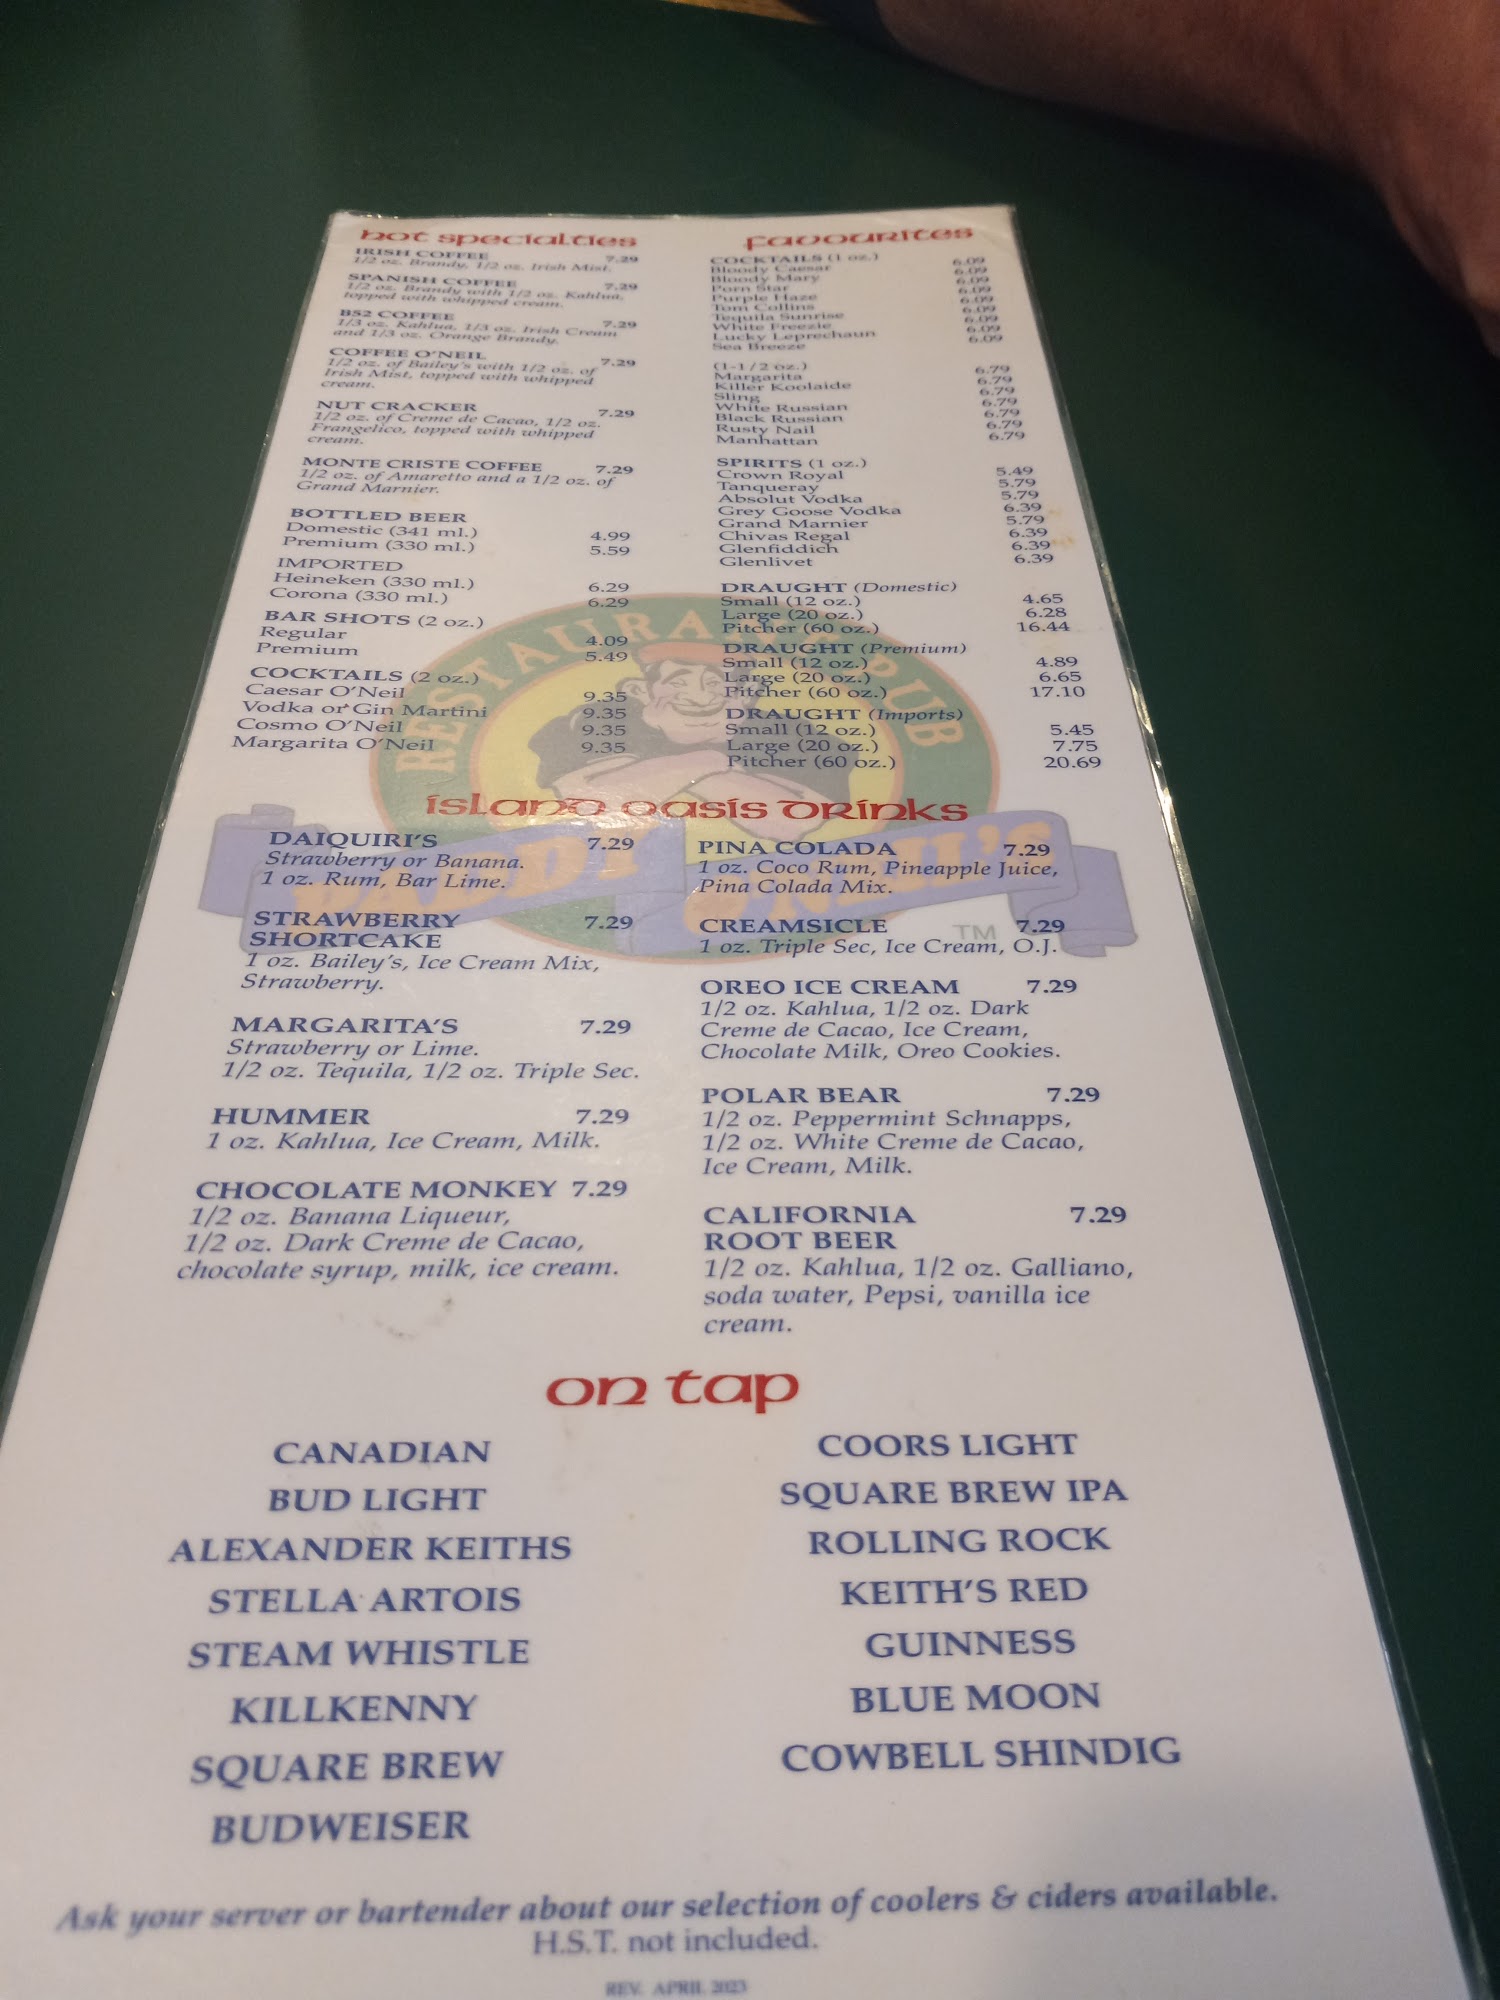 Hot Specialties
IRISH COFFEE 7.29
1/2 oz. Brandy, 1/2 oz. Irish Mist.
SPANISH COFFEE 7.29
1/2 oz. Brandy with 1/2 oz. Kahlua,
topped with whipped cream.
B52 COFFEE 7.29
1/3 oz. Kahlua, 1/3 oz. Irish Cream
and 1/3 oz. Orange Brandy.
COFFEE O'NEIL 7.29
1/2 oz. of Bailey's with 1/2 oz. of
Irish Mist, topped with whipped
cream.
NUT CRACKER 7.29
1/2 oz. of Creme de Cacao, 1/2 oz.
Frangelico, topped with whipped
cream.
MONTE CRISTE COFFEE 7.29
1/2 oz. of Amaretto and a 1/2 oz. of
Grand Marnier.
BOTTLED BEER
Domestic (341 ml.) 4.99
Premium (330 ml.) 5.59
IMPORTED
Heineken (330 ml.) 6.29
Corona (330 ml.) 6.29
BAR SHOTS (2 oz.)
Regular 4.09
Premium 5.49
COCKTAILS (2 oz.)
Caesar O'Neil 9.35
Vodka or Gin Martini 9.35
Cosmo O'Neil 9.35
Margarita O'Neil 9.35
Favourites
COCKTAILS (1 oz.)
Bloody Caesar 6.09
Bloody Mary 6.09
Porn Star 6.09
Purple Haze 6.09
Tom Collins 6.09
Tequila Sunrise 6.09
White Freezie 6.09
Lucky Leprechaun 6.09
Sea Breeze 6.09
(1-1/2 oz.)
Margarita 6.79
Killer Koolaide 6.79
Sling 6.79
White Russian 6.79
Black Russian 6.79
Rusty Nail 6.79
Manhattan 6.79
SPIRITS (1 oz.)
Crown Royal 5.49
Tanqueray 5.79
Absolut Vodka 5.79
Grey Goose Vodka 6.39
Grand Marnier 5.79
Chivas Regal 6.39
Glenfiddich 6.39
Glenlivet 6.39
DRAUGHT (Domestic)
Small (12 oz.) 4.65
Large (20 oz.) 6.28
Pitcher (60 oz.) 16.44
DRAUGHT (Premium)
Small (12 oz.) 4.89
Large (20 oz.) 6.65
Pitcher (60 oz.) 17.10
DRAUGHT (Imports)
Small (12 oz.) 5.45
Large (20 oz.) 7.75
Pitcher (60 oz.) 20.69
RESTAURANT PUB
PADDY O'NEIL'S
TM
Island Oasis Drinks
DAIQUIRI'S 7.29
Strawberry or Banana.
1 oz. Rum, Bar Lime.
STRAWBERRY 7.29
SHORTCAKE
1 oz. Bailey's, Ice Cream Mix,
Strawberry.
MARGARITA'S 7.29
Strawberry or Lime.
1/2 oz. Tequila, 1/2 oz. Triple Sec.
HUMMER 7.29
1 oz. Kahlua, Ice Cream, Milk.
CHOCOLATE MONKEY 7.29
1/2 oz. Banana Liqueur,
1/2 oz. Dark Creme de Cacao,
chocolate syrup, milk, ice cream.
PINA COLADA 7.29
1 oz. Coco Rum, Pineapple Juice,
Pina Colada Mix.
CREAMSICLE 7.29
1 oz. Triple Sec, Ice Cream, O.J.
OREO ICE CREAM 7.29
1/2 oz. Kahlua, 1/2 oz. Dark
Creme de Cacao, Ice Cream,
Chocolate Milk, Oreo Cookies.
POLAR BEAR 7.29
1/2 oz. Peppermint Schnapps,
1/2 oz. White Creme de Cacao,
Ice Cream, Milk.
CALIFORNIA 7.29
ROOT BEER
1/2 oz. Kahlua, 1/2 oz. Galliano,
soda water, Pepsi, vanilla ice
cream.
On Tap
CANADIAN
BUD LIGHT
ALEXANDER KEITHS
STELLA ARTOIS
STEAM WHISTLE
KILLKENNY
SQUARE BREW
BUDWEISER
COORS LIGHT
SQUARE BREW IPA
ROLLING ROCK
KEITH'S RED
GUINNESS
BLUE MOON
COWBELL SHINDIG
Ask your server or bartender about our selection of coolers & ciders available.
H.S.T. not included.
REV. APRIL 2023